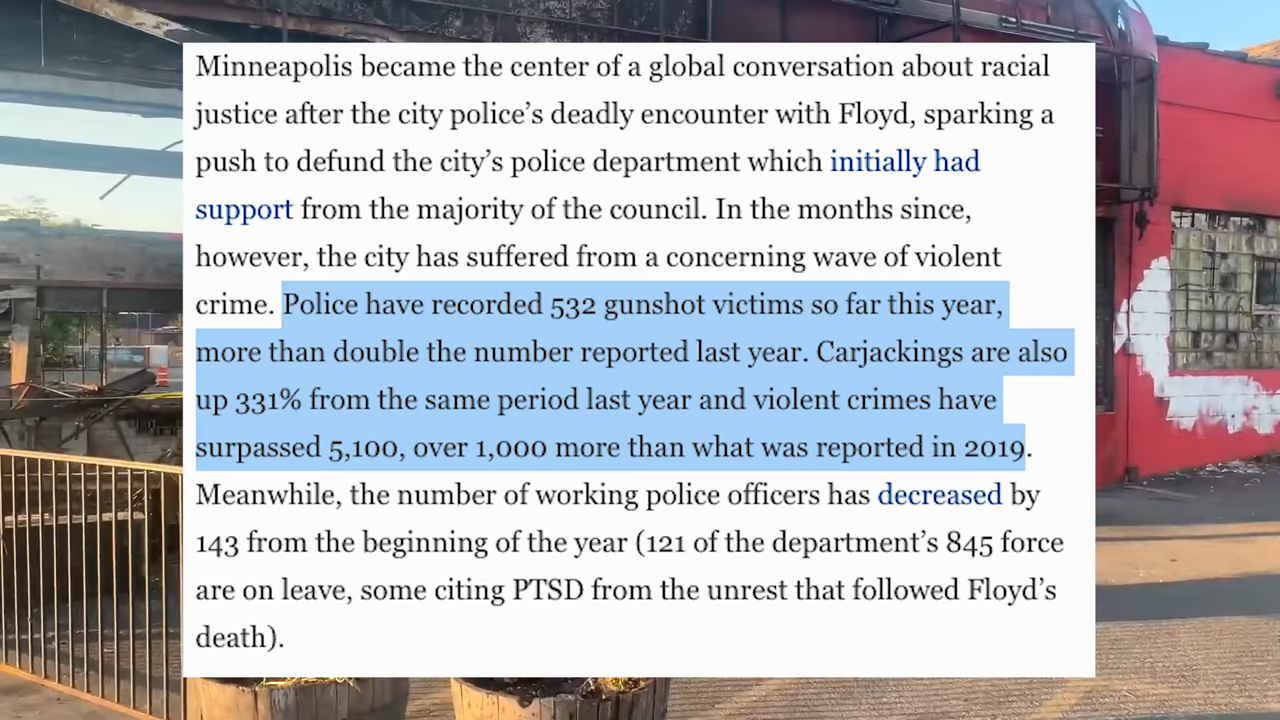 Minneapolis became the center of a global conversation about racial
justice after the city police’s deadly encounter with Floyd, sparking a
push to defund the city’s police department which initially had
support from the majority of the council. In the months since,
however, the city has suffered from a concerning wave of violent
crime. Police have recorded 532 gunshot victims so far this year,
more than double the number reported last year. Carjackings are also
up 331% from the same period last year and violent crimes have
surpassed 5,100, over 1,000 more than what was reported in 2019.
Meanwhile, the number of working police officers has decreased by
143 from the beginning of the year (121 of the department’s 845 force
are on leave, some citing PTSD from the unrest that followed Floyd’s
death).